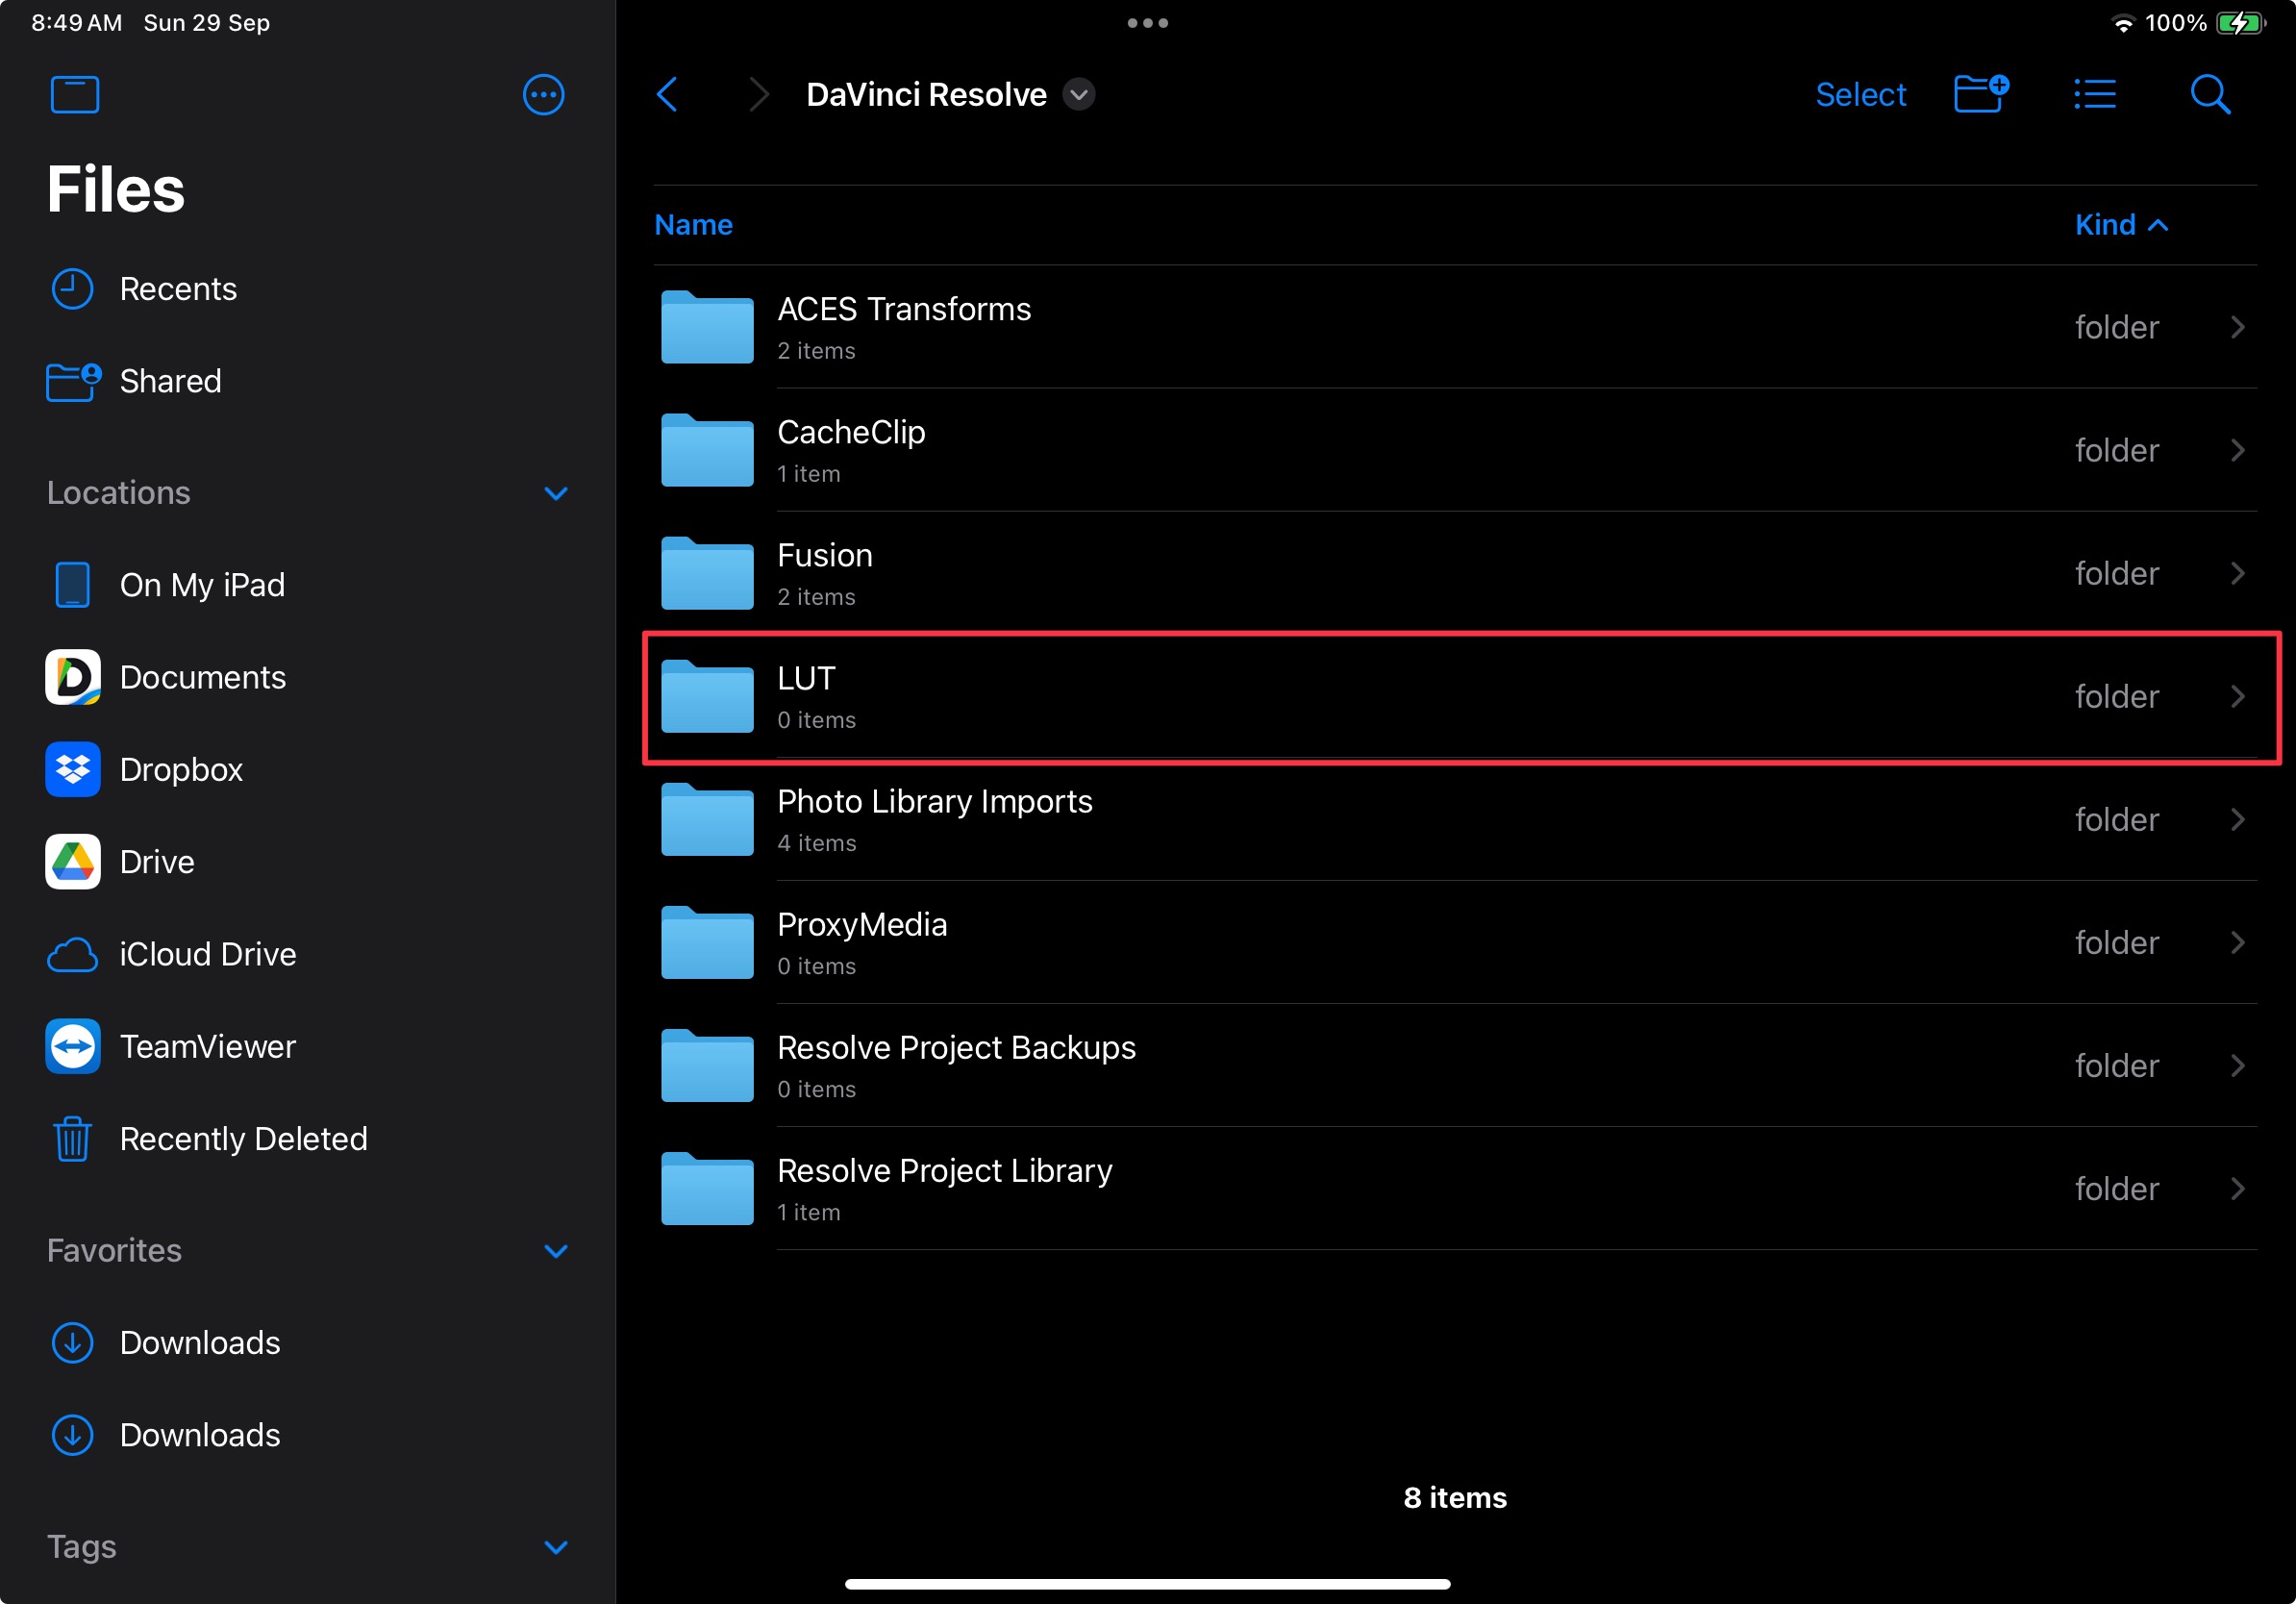 8:49 AM Sun 29 Sep
100%
Files
Recents
Shared
Locations
On My iPad
Documents
Dropbox
Drive
iCloud Drive
TeamViewer
Recently Deleted
Favorites
Downloads
Downloads
Tags
DaVinci Resolve
Select
Name Kind
ACES Transforms
2 items
folder
CacheClip
1 item
folder
Fusion
2 items
folder
LUT
0 items
folder
Photo Library Imports
4 items
folder
ProxyMedia
0 items
folder
Resolve Project Backups
0 items
folder
Resolve Project Library
1 item
folder
8 items